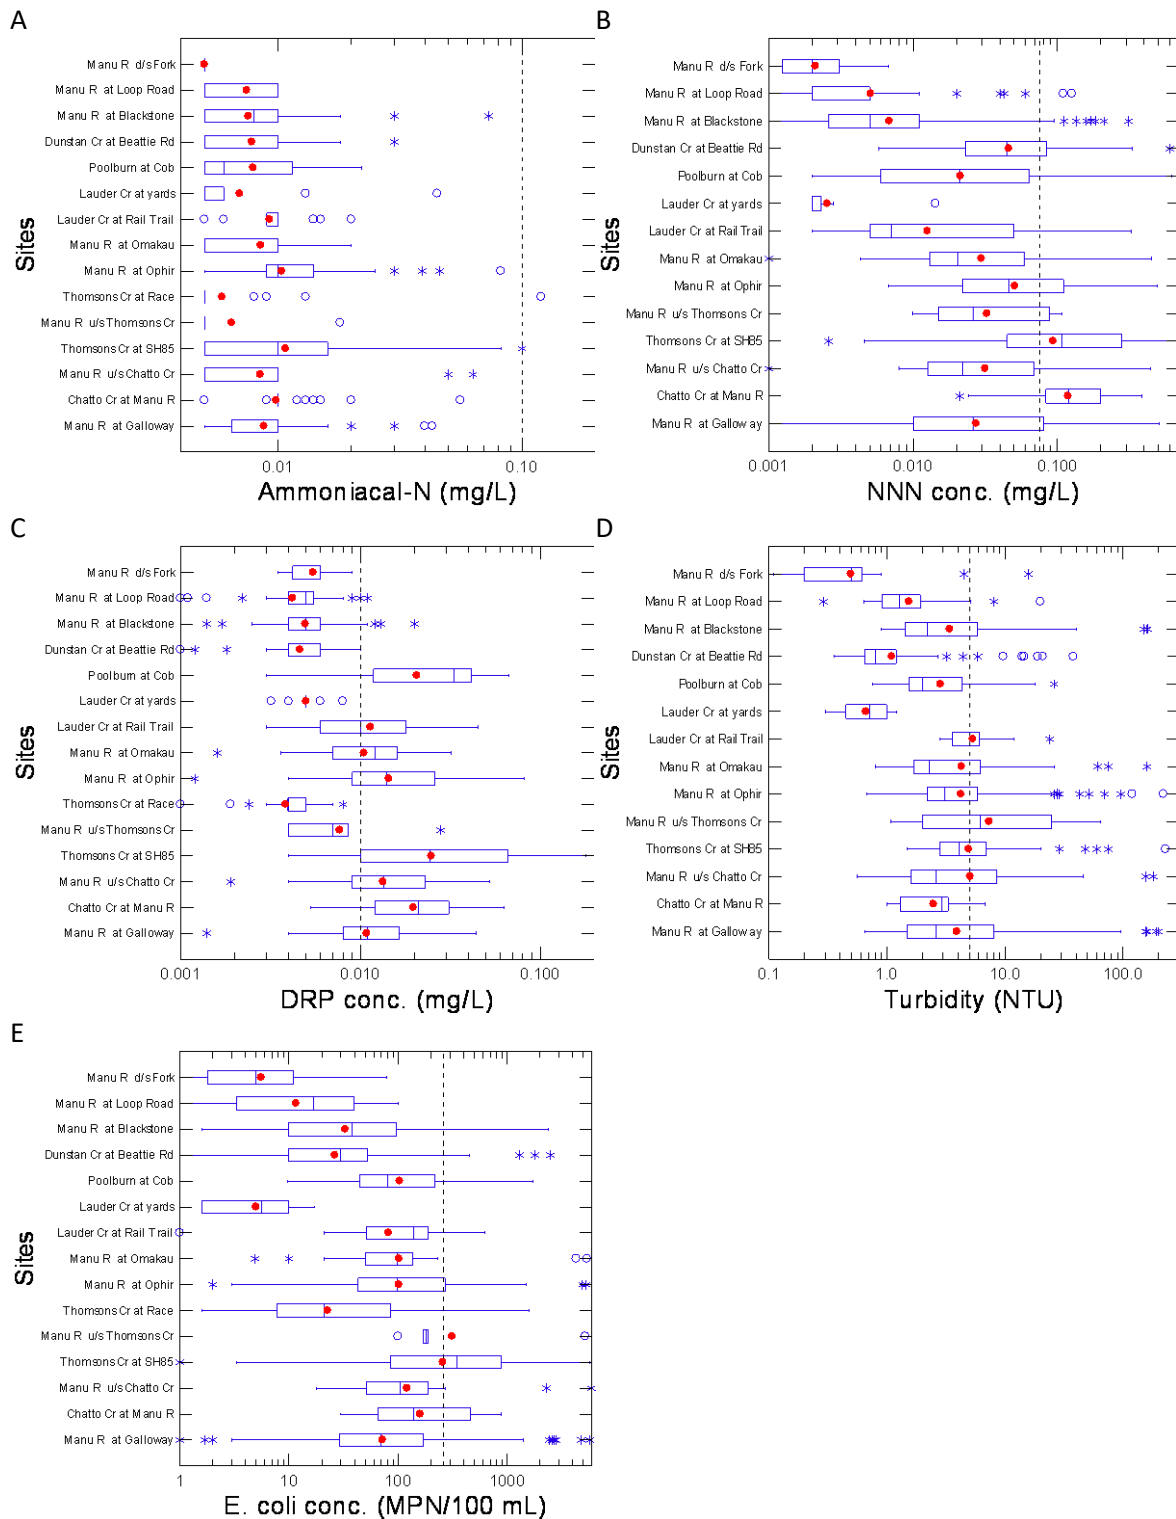 A
Sites
Manu R d/s Fork
Manu R at Loop Road
Manu R at Blackstone
Dunstan Cr at Beattie Rd
Poolburn at Cob
Lauder Cr at yards
Lauder Cr at Rail Trail
Manu R at Omakau
Manu R at Ophir
Thomsons Cr at Race
Manu R u/s Thomsons Cr
Thomsons Cr at SH85
Manu R u/s Chatto Cr
Chatto Cr at Manu R
Manu R at Galloway
0.01 0.10
Ammoniacal-N (mg/L)
B
Sites
Manu R d/s Fork
Manu R at Loop Road
Manu R at Blackstone
Dunstan Cr at Beattie Rd
Poolburn at Cob
Lauder Cr at yards
Lauder Cr at Rail Trail
Manu R at Omakau
Manu R at Ophir
Manu R u/s Thomsons Cr
Thomsons Cr at SH85
Manu R u/s Chatto Cr
Chatto Cr at Manu R
Manu R at Galloway
0.001 0.010 0.100
NNN conc. (mg/L)
C
Sites
Manu R d/s Fork
Manu R at Loop Road
Manu R at Blackstone
Dunstan Cr at Beattie Rd
Poolburn at Cob
Lauder Cr at yards
Lauder Cr at Rail Trail
Manu R at Omakau
Manu R at Ophir
Thomsons Cr at Race
Manu R u/s Thomsons Cr
Thomsons Cr at SH85
Manu R u/s Chatto Cr
Chatto Cr at Manu R
Manu R at Galloway
0.001 0.010 0.100
DRP conc. (mg/L)
D
Sites
Manu R d/s Fork
Manu R at Loop Road
Manu R at Blackstone
Dunstan Cr at Beattie Rd
Poolburn at Cob
Lauder Cr at yards
Lauder Cr at Rail Trail
Manu R at Omakau
Manu R at Ophir
Manu R u/s Thomsons Cr
Thomsons Cr at SH85
Manu R u/s Chatto Cr
Chatto Cr at Manu R
Manu R at Galloway
0.1 1.0 10.0 100.0
Turbidity (NTU)
E
Sites
Manu R d/s Fork
Manu R at Loop Road
Manu R at Blackstone
Dunstan Cr at Beattie Rd
Poolburn at Cob
Lauder Cr at yards
Lauder Cr at Rail Trail
Manu R at Omakau
Manu R at Ophir
Thomsons Cr at Race
Manu R u/s Thomsons Cr
Thomsons Cr at SH85
Manu R u/s Chatto Cr
Chatto Cr at Manu R
Manu R at Galloway
1 10 100 1000
E. coli conc. (MPN/100 mL)